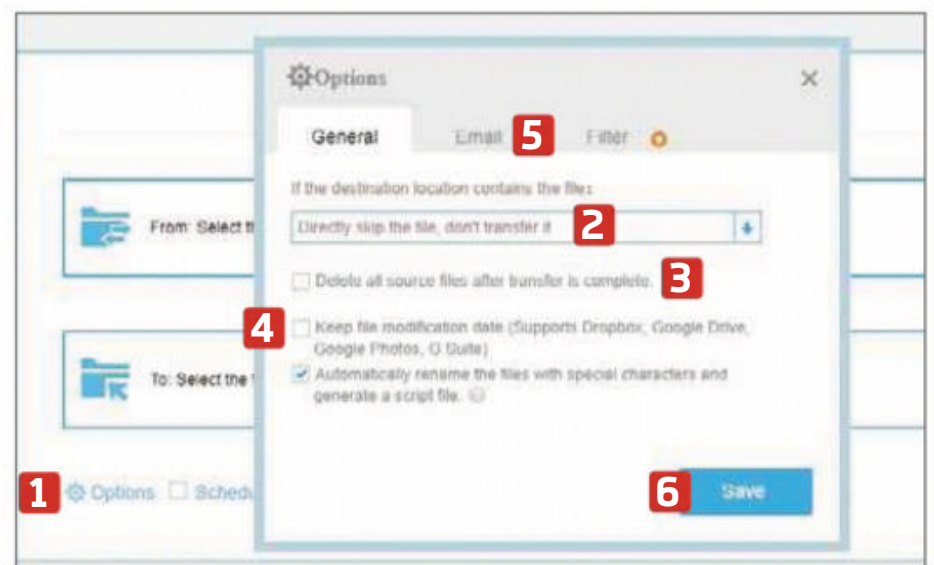 Options
General
Email 5 Filter
If the destination location contains the file:
Directly skip the file, don't transfer it 2
From: Select
Delete all source files after transfer is complete. 3
4 Keep file modification date (Supports Dropbox, Google Drive,
Google Photos, G Suite)
To: Select the
Automatically rename the files with special characters and
generate a script file.
1 Options
6 Save